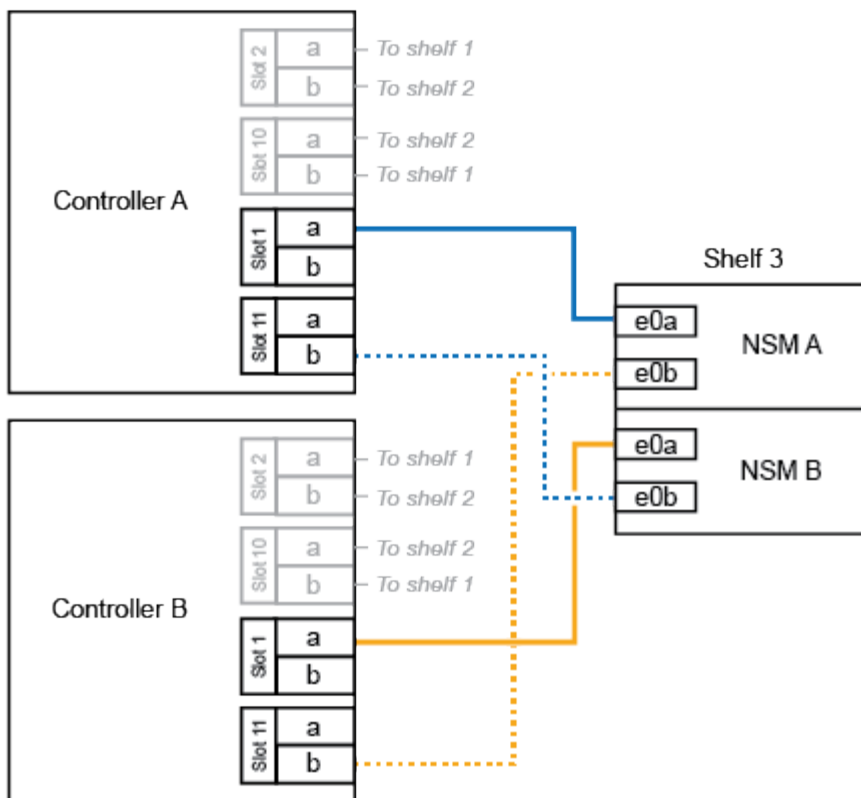 Controller A
Slot 2
a
To shelf 1
b
To shelf 2
Slot 10
a
To shelf 2
b
To shelf 1
Slot 1
a
b
Slot 11
a
b
Shelf 3
e0a
NSM A
e0b
e0a
NSM B
e0b
Controller B
Slot 2
a
To shelf 1
b
To shelf 2
Slot 10
a
To shelf 2
b
To shelf 1
Slot 1
a
b
Slot 11
a
b